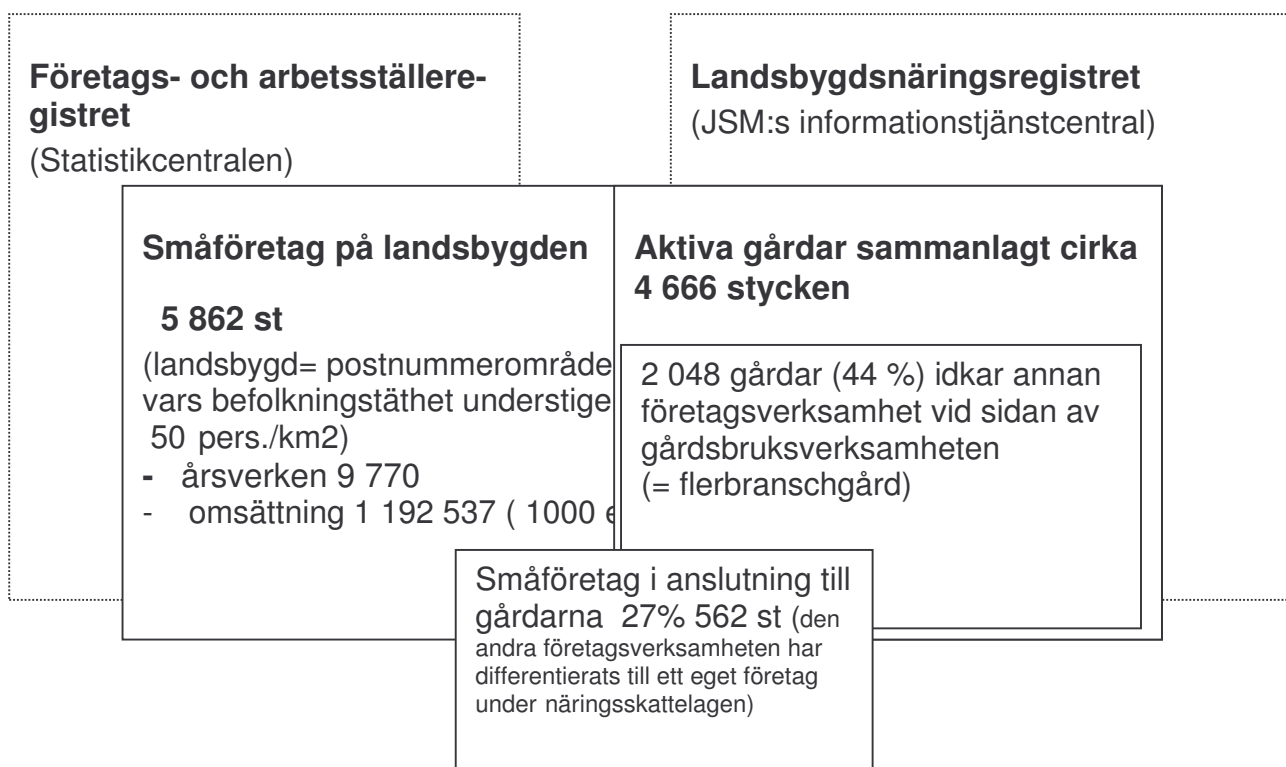 Företags- och arbetsställere-
gistret
(Statistikcentralen)
Landsbygdsnäringsregistret
(JSM:s informationstjänstcentral)
Småföretag på landsbygden
5 862 st
(landsbygd= postnummerområde
vars befolkningstäthet understige
50 pers./km2)
- årsverken 9 770
- omsättning 1 192 537 ( 1000 e
Aktiva gårdar sammanlagt cirka
4 666 stycken
2 048 gårdar (44 %) idkar annan
företagsverksamhet vid sidan av
gårdsbruksverksamheten
(= flerbranschgård)
Småföretag i anslutning till
gårdarna 27% 562 st (den
andra företagsverksamheten har
differentierats till ett eget företag
under näringsskattelagen)